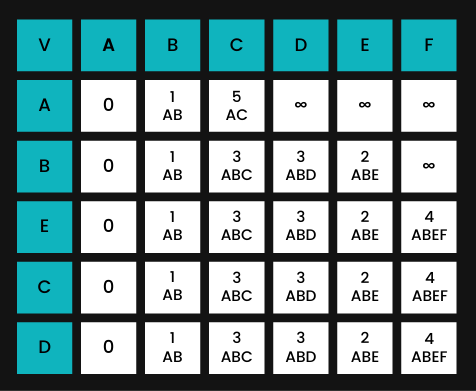 V A B C D E F
A 0 1 5 ∞ ∞ ∞
AB AC
B 0 1 3 3 2 ∞
AB ABC ABD ABE
E 0 1 3 3 2 4
AB ABC ABD ABE ABEF
C 0 1 3 3 2 4
AB ABC ABD ABE ABEF
D 0 1 3 3 2 4
AB ABC ABD ABE ABEF